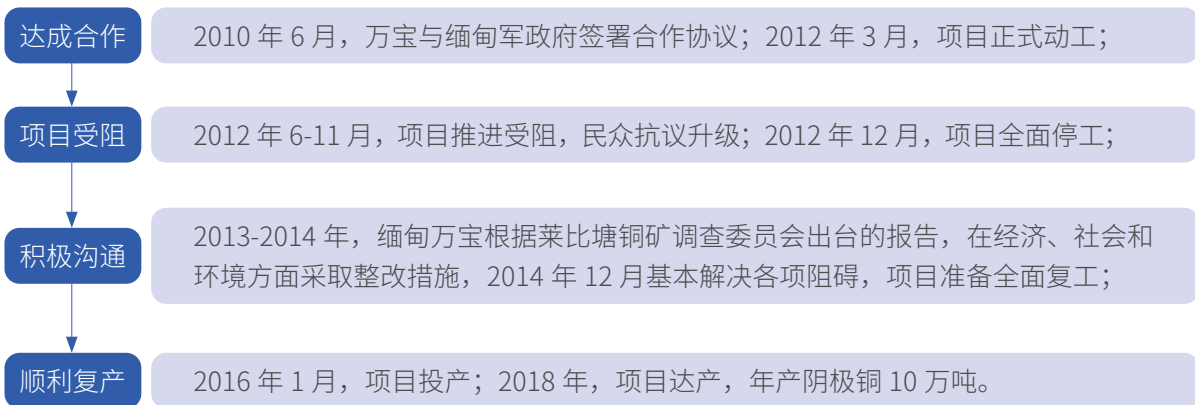 达成合作
2010 年 6 月，万宝与缅甸军政府签署合作协议；2012 年 3 月，项目正式动工；
项目受阻
2012 年 6-11 月，项目推进受阻，民众抗议升级；2012 年 12 月，项目全面停工；
积极沟通
2013-2014 年，缅甸万宝根据莱比塘铜矿调查委员会出台的报告，在经济、社会和
环境方面采取整改措施，2014 年 12 月基本解决各项阻碍，项目准备全面复工；
顺利复产
2016 年 1 月，项目投产；2018 年，项目达产，年产阴极铜 10 万吨。